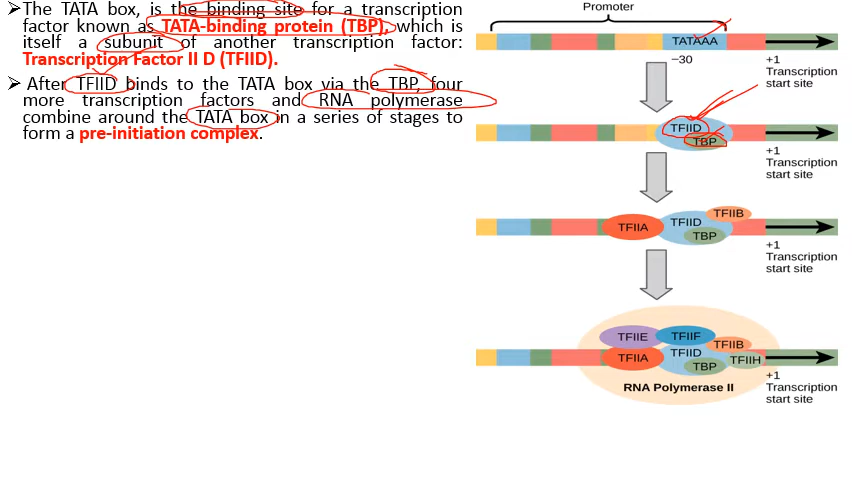 ➢The TATA box, is the binding site for a transcription
factor known as TATA-binding protein (TBP), which is
itself a subunit of another transcription factor:
Transcription Factor II D (TFIID).
➢ After TFIID binds to the TATA box via the TBP, four
more transcription factors and RNA polymerase
combine around the TATA box in a series of stages to
form a pre-initiation complex.
Promoter
TATAAA
−30
+1
Transcription
start site
TFIID
TBP
+1
Transcription
start site
TFIIB
TFIID
TFIIA
TBP
+1
Transcription
start site
TFIIE
TFIIF
TFIIB
TFIIA
TFIID
TFIIH
TBP
RNA Polymerase II
+1
Transcription
start site